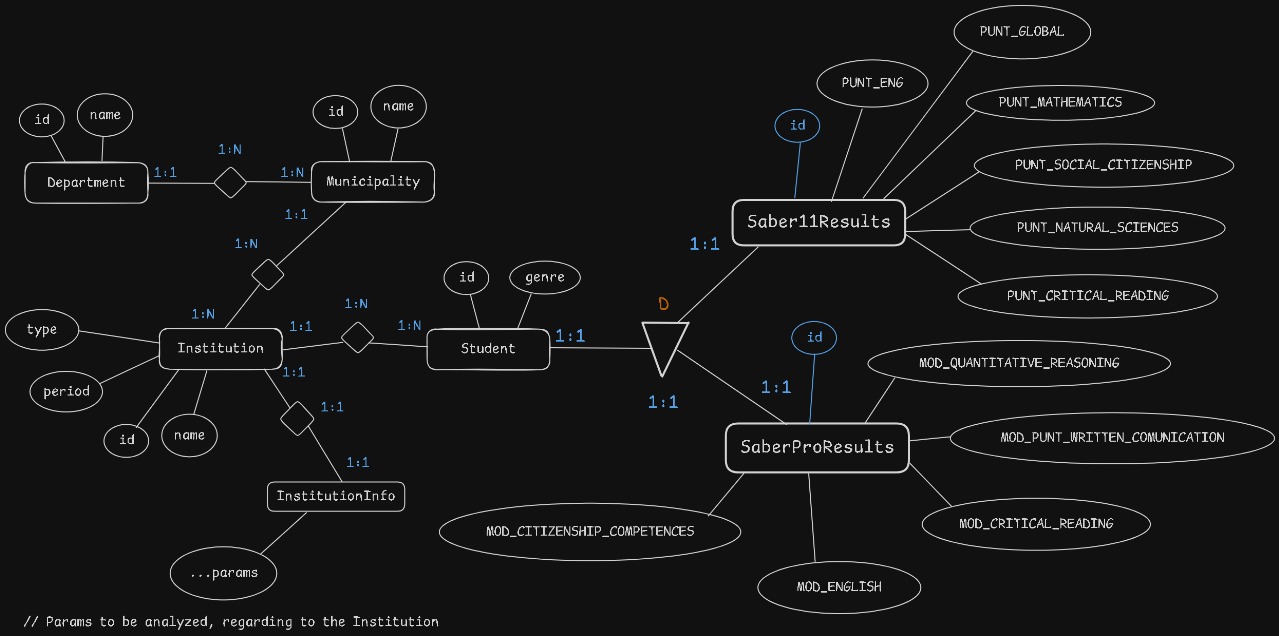 PUNT_GLOBAL
PUNT_ENG
PUNT_MATHEMATICS
id
name
id
name
id
PUNT_SOCIAL_CITIZENSHIP
1:N
Department
1:1
1:N
Municipality
1:1
Saber11Results
PUNT_NATURAL_SCIENCES
1:N
1:1
id
genre
PUNT_CRITICAL_READING
D
1:N
1:N
type
1:1
1:N
Student
1:1
id
Institution
MOD_QUANTITATIVE_REASONING
1:1
period
1:1
1:1
1:1
id
name
MOD_PUNT_WRITTEN_COMUNICATION
SaberProResults
1:1
InstitutionInfo
MOD_CITIZENSHIP_COMPETENCES
MOD_CRITICAL_READING
...params
MOD_ENGLISH
// Params to be analyzed, regarding to the Institution